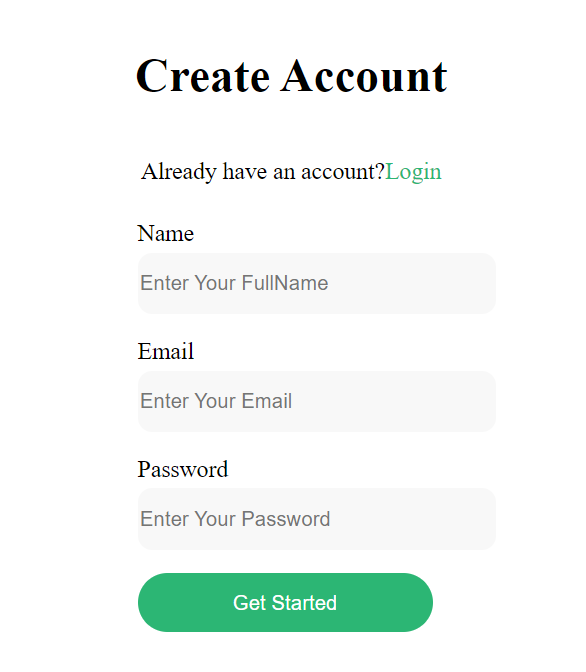 Create Account
Already have an account?Login
Name
Enter Your FullName
Email
Enter Your Email
Password
Enter Your Password
Get Started